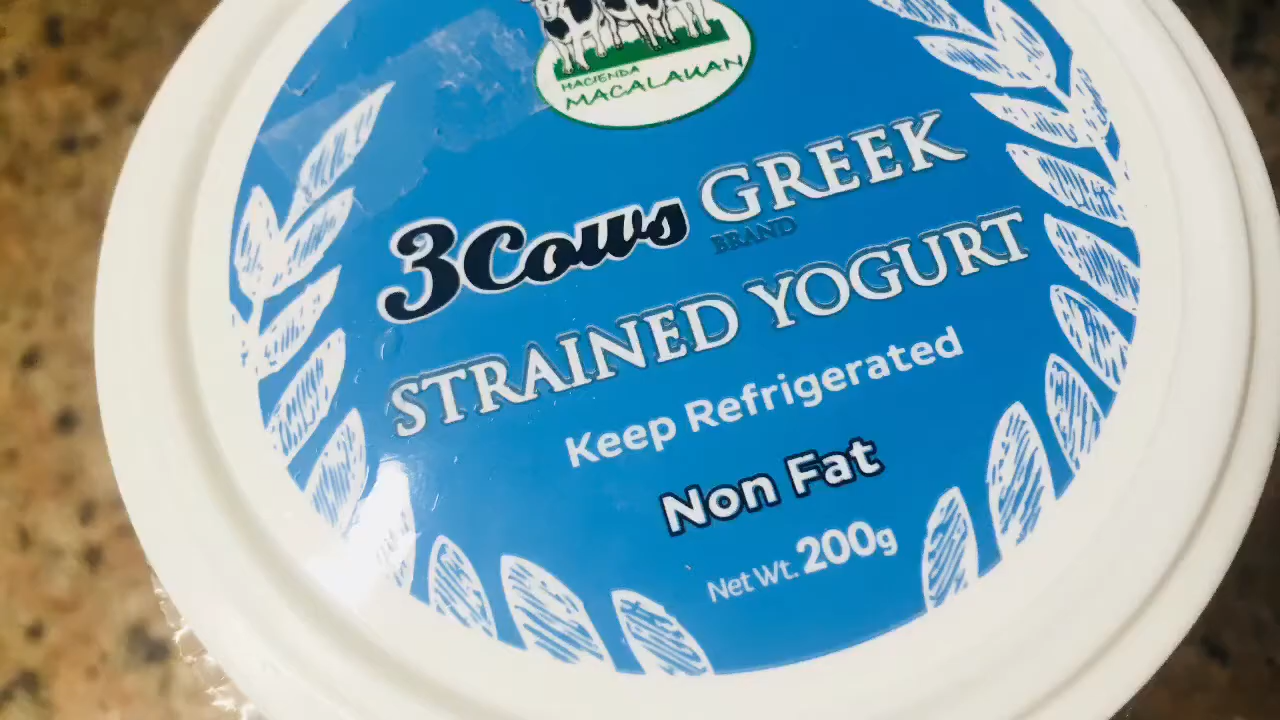 HACIENDA
MACALAUAN
3Cows GREEK
BRAND
STRAINED YOGURT
Keep Refrigerated
Non Fat
Net Wt. 200g